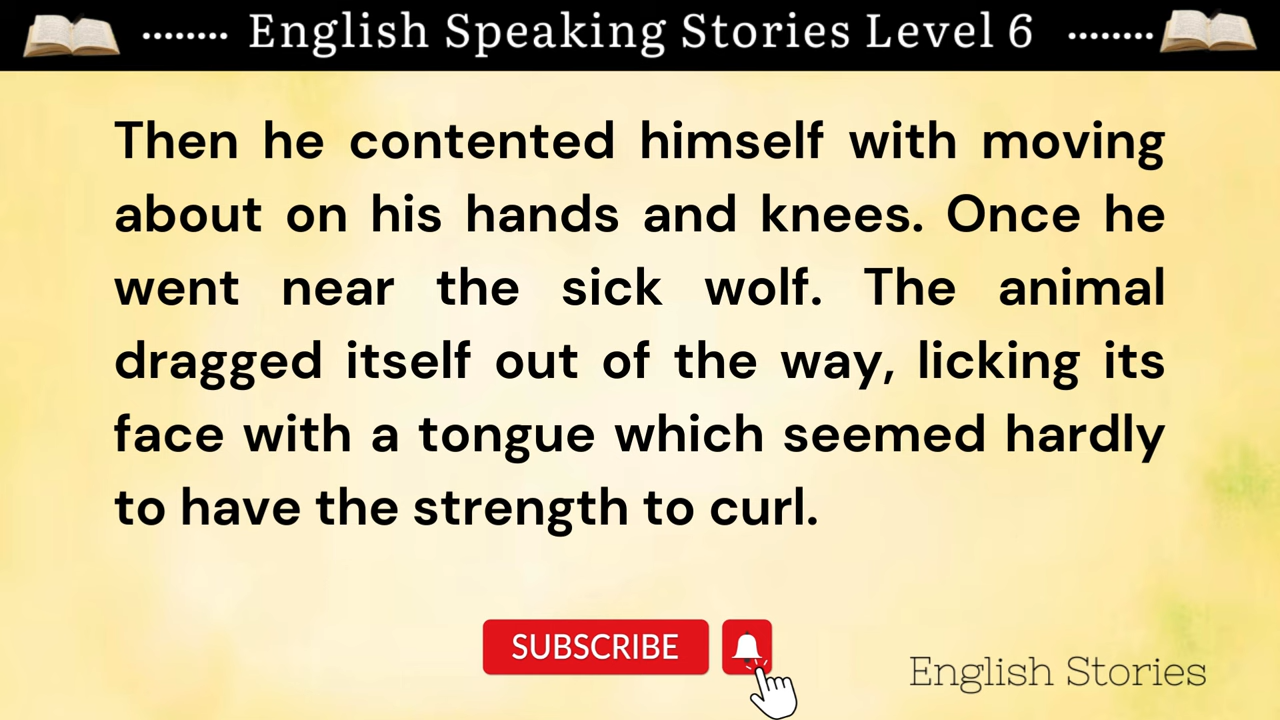 ........ English Speaking Stories Level 6 ........
Then he contented himself with moving
about on his hands and knees. Once he
went near the sick wolf. The animal
dragged itself out of the way, licking its
face with a tongue which seemed hardly
to have the strength to curl.
SUBSCRIBE
English Stories